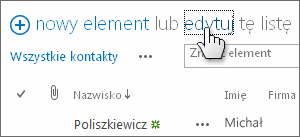 nowy element lub edytuj tę listę
Wszystkie kontakty ... element
Nazwisko Imię Firma
Poliszkiewicz ... Michał